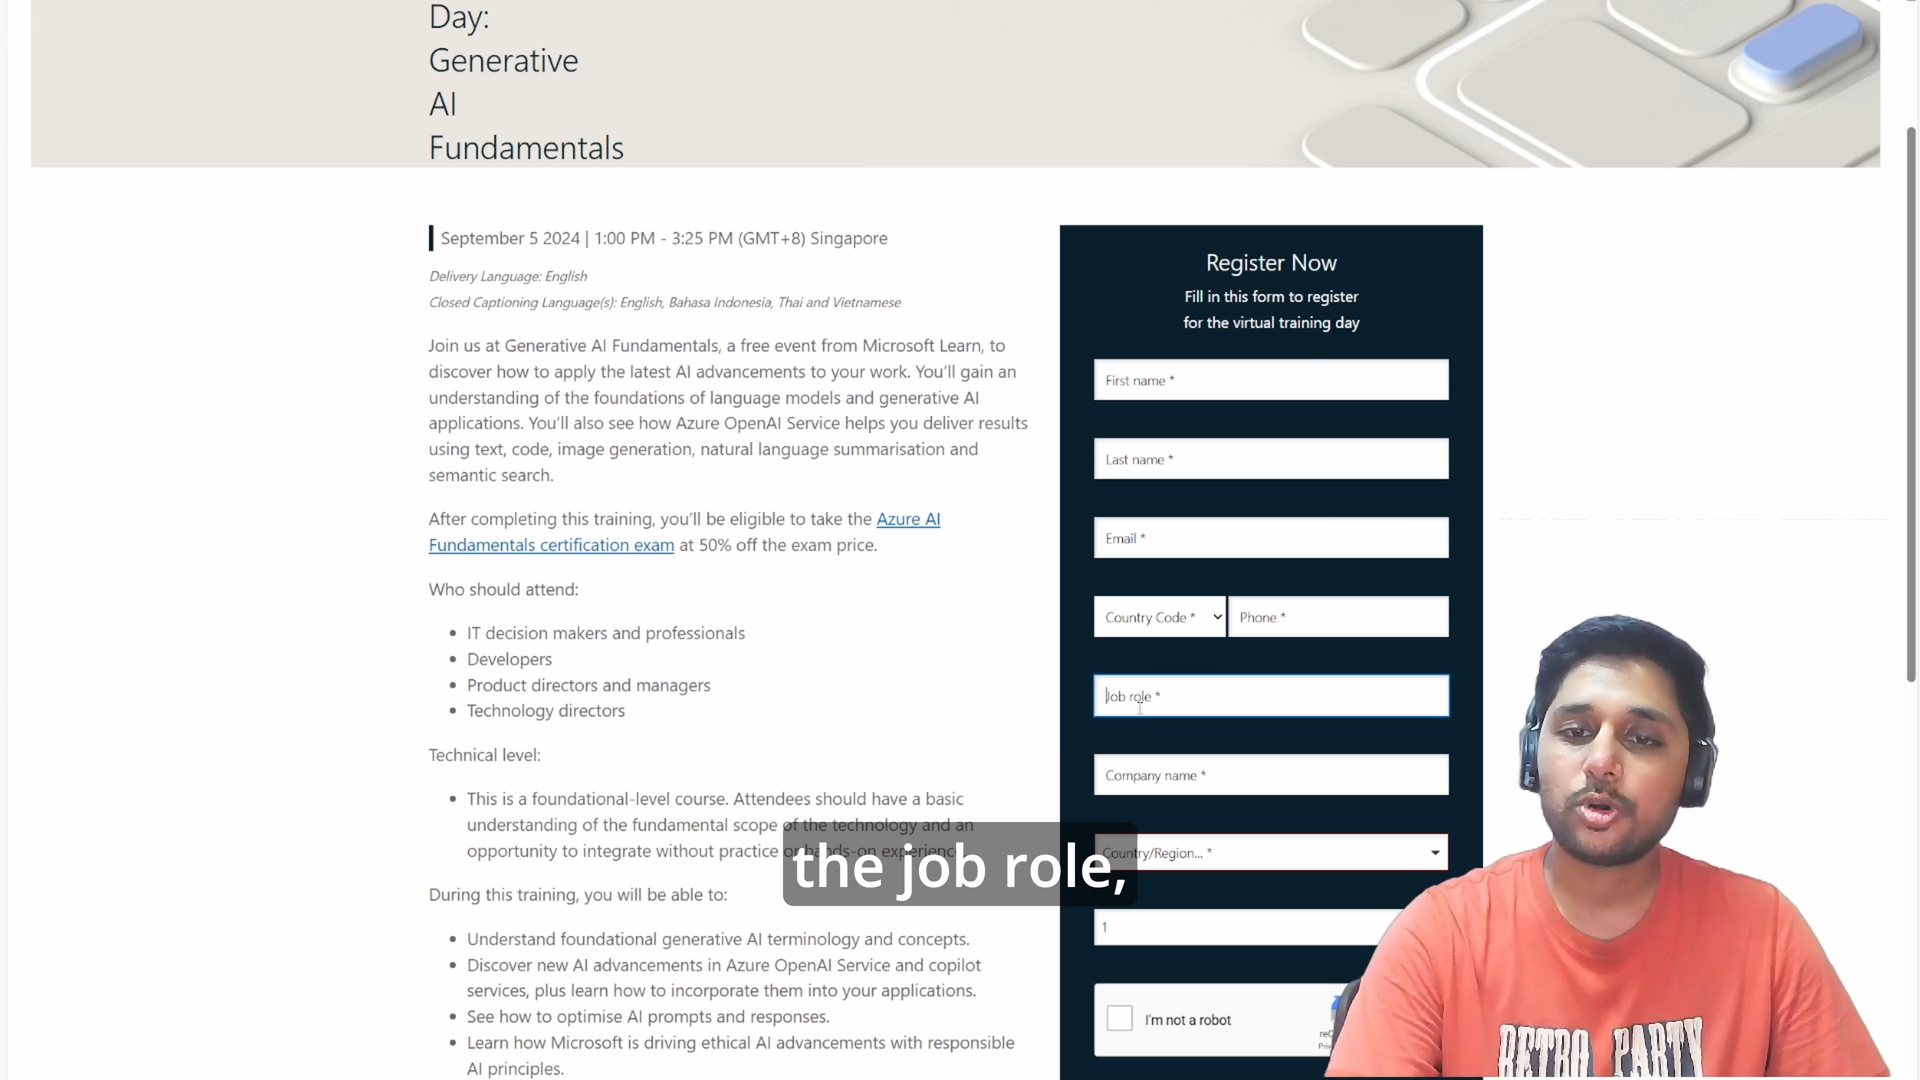 Day:
Generative
AI
Fundamentals
September 5 2024 | 1:00 PM - 3:25 PM (GMT+8) Singapore
Delivery Language: English
Closed Captioning Language(s): English, Bahasa Indonesia, Thai and Vietnamese
Join us at Generative AI Fundamentals, a free event from Microsoft Learn, to
discover how to apply the latest AI advancements to your work. You'll gain an
understanding of the foundations of language models and generative AI
applications. You'll also see how Azure OpenAI Service helps you deliver results
using text, code, image generation, natural language summarisation and
semantic search.
After completing this training, you'll be eligible to take the Azure AI
Fundamentals certification exam at 50% off the exam price.
Who should attend:
• IT decision makers and professionals
• Developers
• Product directors and managers
• Technology directors
Technical level:
• This is a foundational-level course. Attendees should have a basic
understanding of the fundamental scope of the technology and an
opportunity to integrate without practice or hands-on experience
During this training, you will be able to:
• Understand foundational generative AI terminology and concepts.
• Discover new AI advancements in Azure OpenAI Service and copilot
services, plus learn how to incorporate them into your applications.
• See how to optimise AI prompts and responses.
• Learn how Microsoft is driving ethical AI advancements with responsible
AI principles.
Register Now
Fill in this form to register
for the virtual training day
First name *
Last name *
Email *
Country Code * Phone *
Job role *
Company name *
Country/Region... *
1
I'm not a robot
the job role,
RETRO PARTY